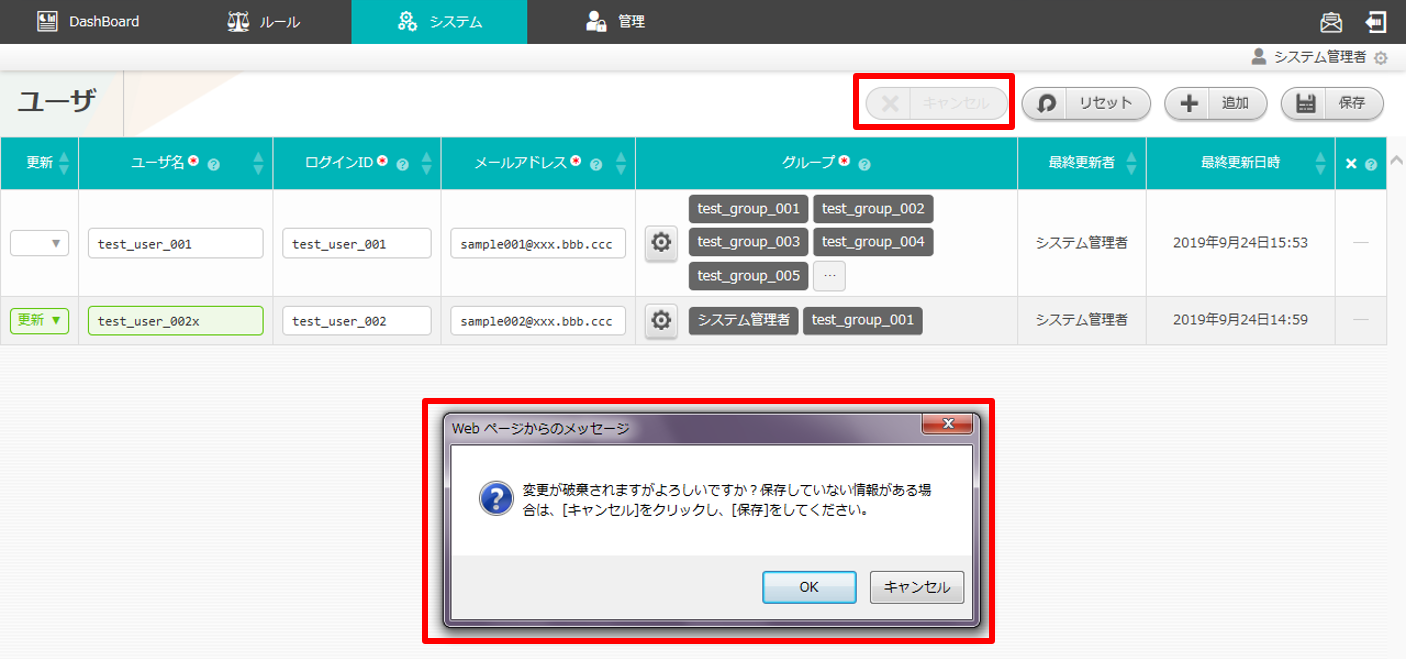 DashBoard ルール システム 管理
システム管理者
ユーザ キャンセル リセット 追加 保存
更新 ユーザ名* ログインID* メールアドレス* グループ* 最終更新者 最終更新日時 ×
test_group_001 test_group_002
▼ test_user_001 test_user_001 sample001@xxx.bbb.ccc test_group_003 test_group_004 システム管理者 2019年9月24日15:53 —
test_group_005 …
更新 ▼ test_user_002x test_user_002 sample002@xxx.bbb.ccc システム管理者 test_group_001 システム管理者 2019年9月24日14:59 —
Web ページからのメッセージ
変更が破棄されますがよろしいですか？保存していない情報がある場
合は、[キャンセル]をクリックし、[保存]をしてください。
OK キャンセル